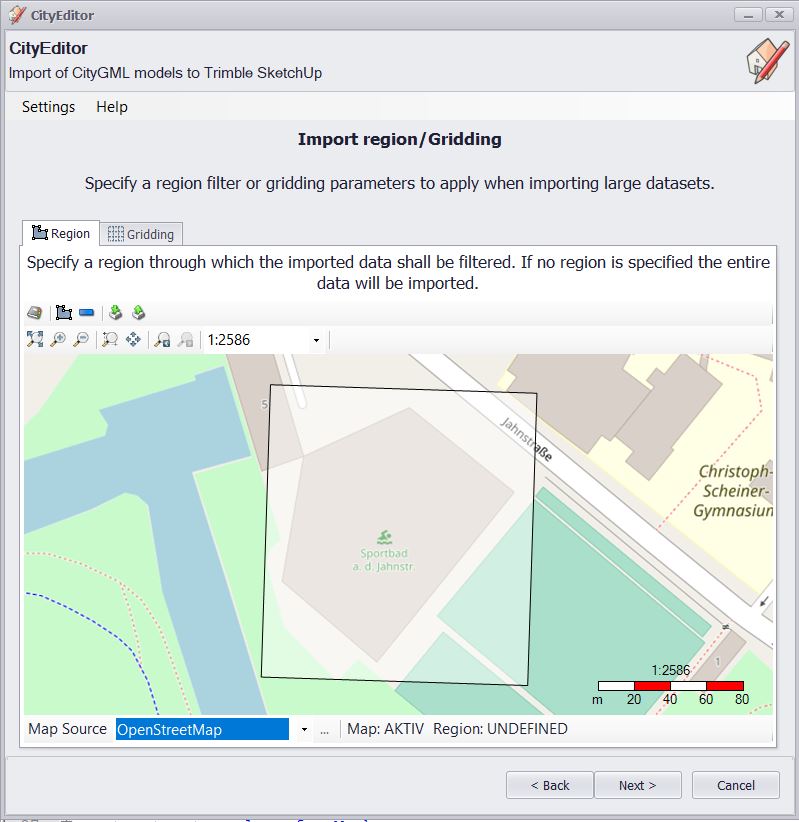 CityEditor
CityEditor
Import of CityGML models to Trimble SketchUp
Settings Help
Import region/Gridding
Specify a region filter or gridding parameters to apply when importing large datasets.
Region Gridding
Specify a region through which the imported data shall be filtered. If no region is specified the entire
data will be imported.
1:2586
5
Jahnstraße
Christoph-
Scheiner-
Gymnasium
Sportbad
a. d. Jahnstr.
1
1:2586
m 20 40 60 80
Map Source OpenStreetMap ... Map: AKTIV Region: UNDEFINED
< Back Next > Cancel